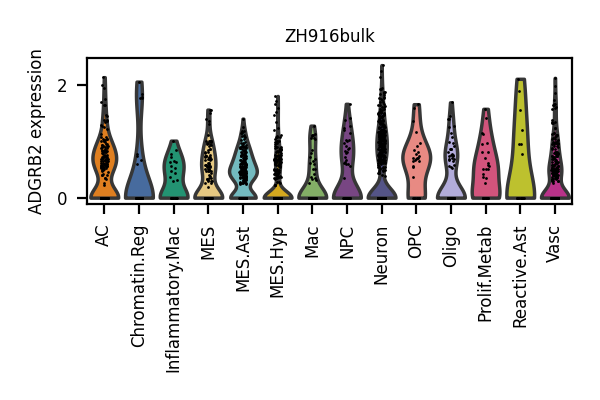 ZH916bulk
ADGRB2 expression
2
0
AC
Chromatin.Reg
Inflammatory.Mac
MES
MES.Ast
MES.Hyp
Mac
NPC
Neuron
OPC
Oligo
Prolif.Metab
Reactive.Ast
Vasc